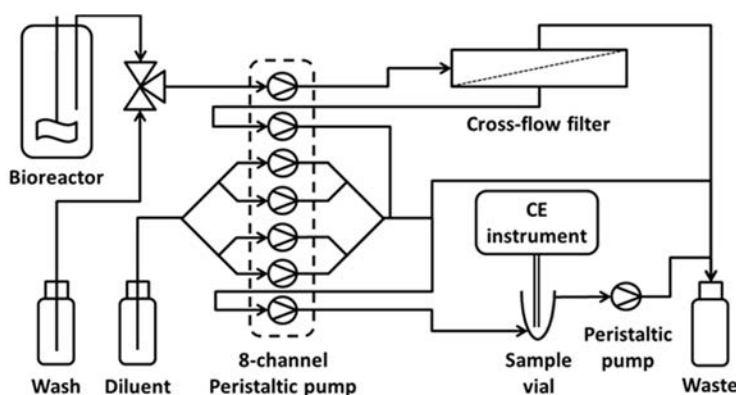 Bioreactor
Cross-flow filter
CE
instrument
Wash
Diluent
8-channel
Peristaltic pump
Sample
vial
Peristaltic
pump
Waste